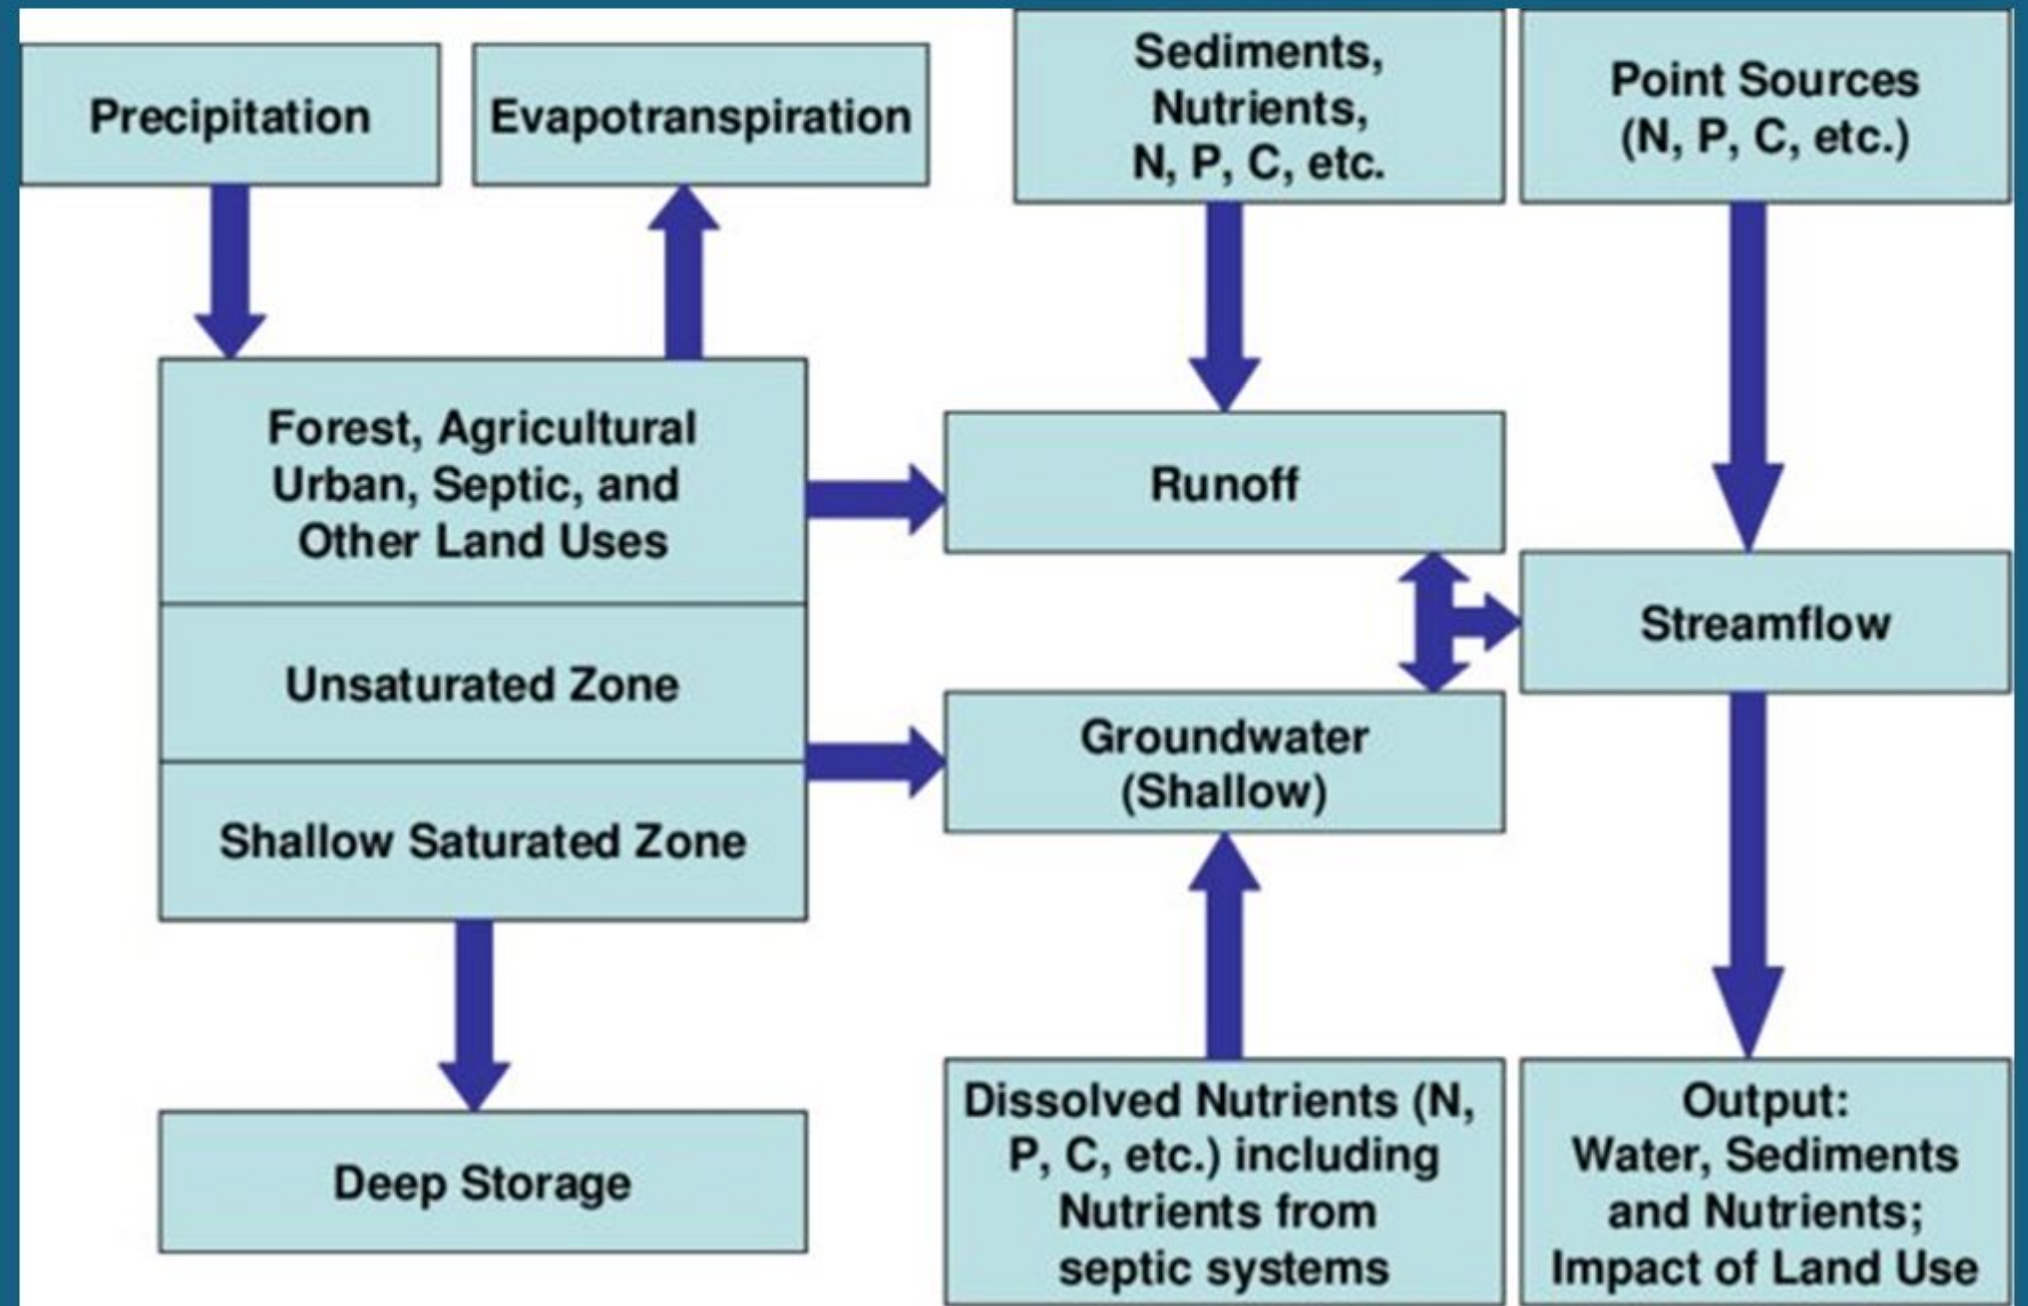 Precipitation
Evapotranspiration
Sediments,
Nutrients,
N, P, C, etc.
Point Sources
(N, P, C, etc.)
Forest, Agricultural
Urban, Septic, and
Other Land Uses
Runoff
Streamflow
Unsaturated Zone
Groundwater
(Shallow)
Shallow Saturated Zone
Deep Storage
Dissolved Nutrients (N,
P, C, etc.) including
Nutrients from
septic systems
Output:
Water, Sediments
and Nutrients;
Impact of Land Use